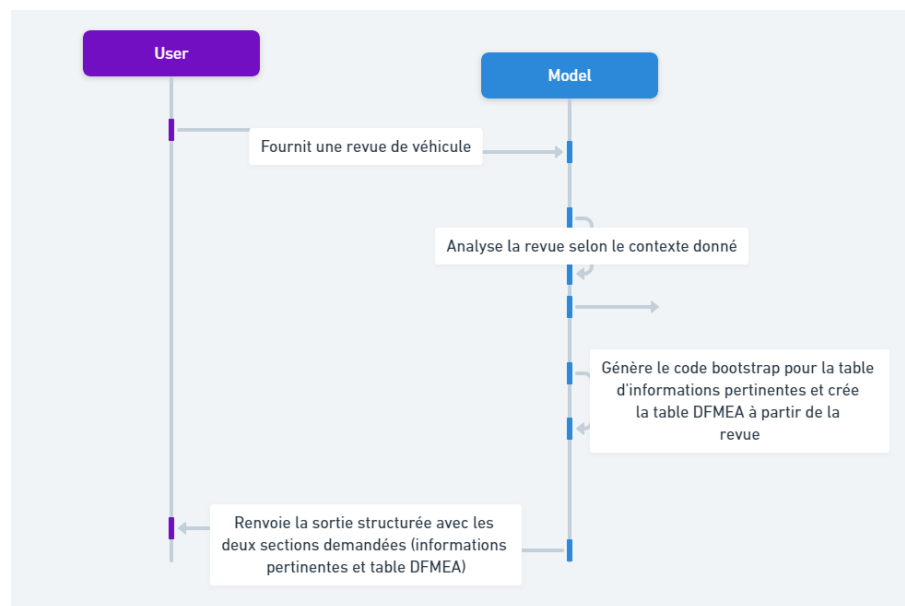 User
Model
Fournit une revue de véhicule
Analyse la revue selon le contexte donné
Génère le code bootstrap pour la table
d'informations pertinentes et crée
la table DFMEA à partir de la
revue
Renvoie la sortie structurée avec les
deux sections demandées (informations
pertinentes et table DFMEA)